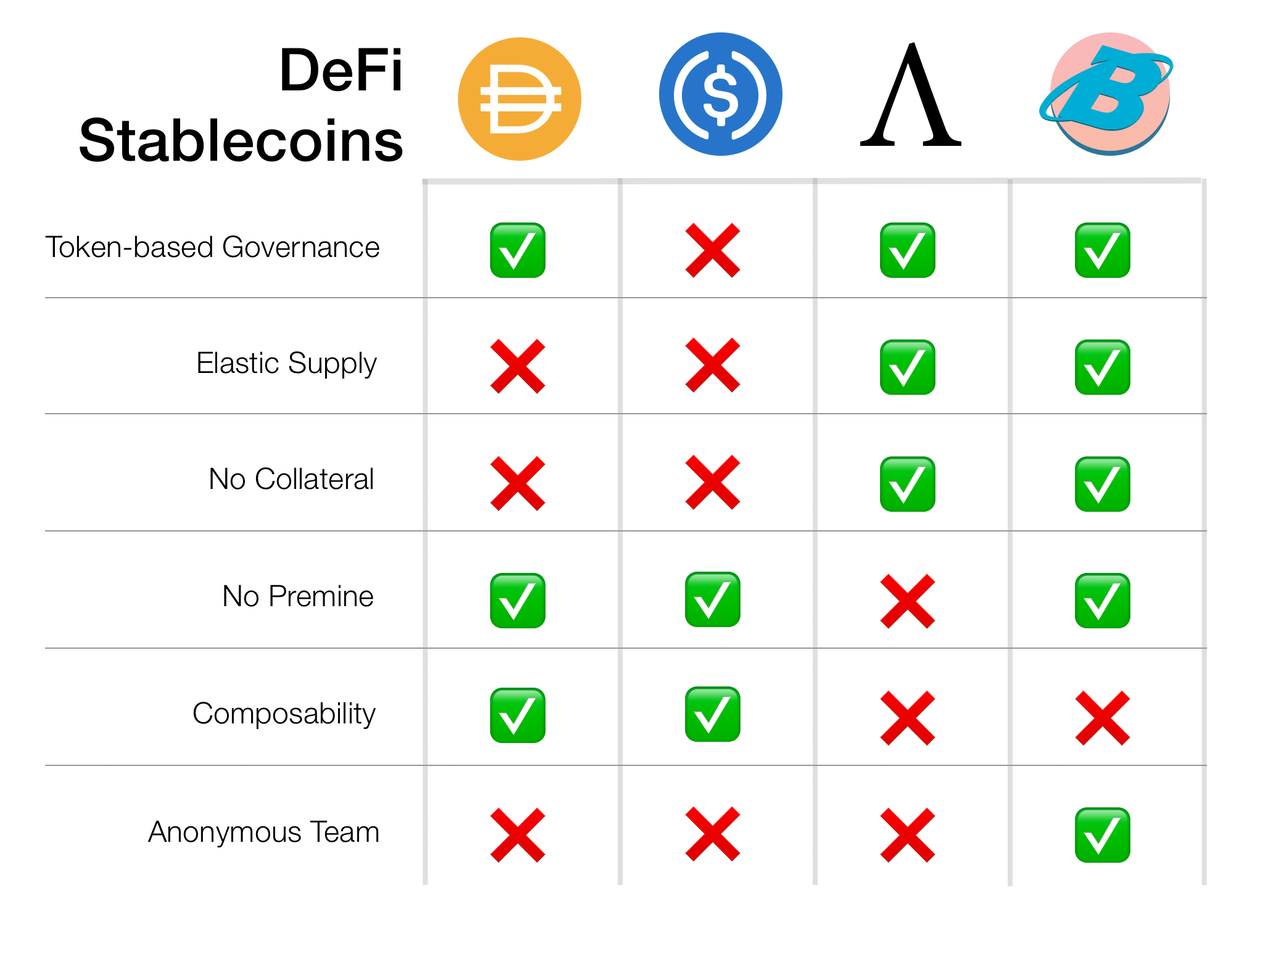 DeFi
Stablecoins
Λ
B
Token-based Governance
Elastic Supply
No Collateral
No Premine
Composability
Anonymous Team